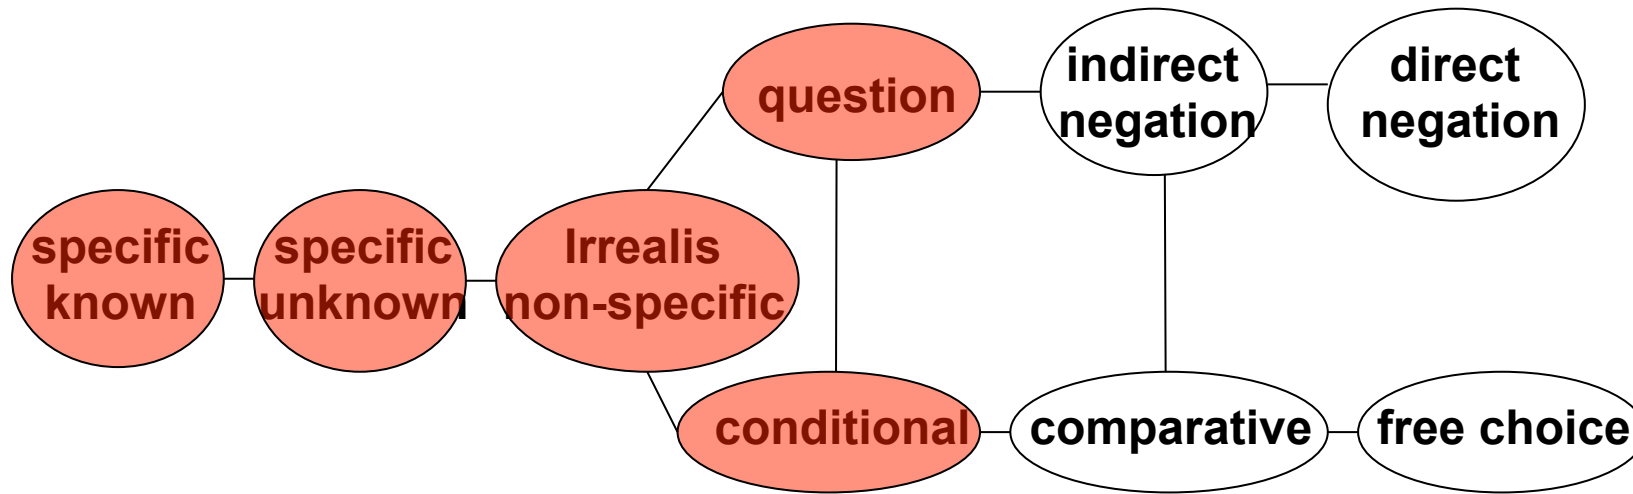 question
indirect
negation
direct
negation
specific
known
specific
unknown
Irrealis
non-specific
conditional
comparative
free choice